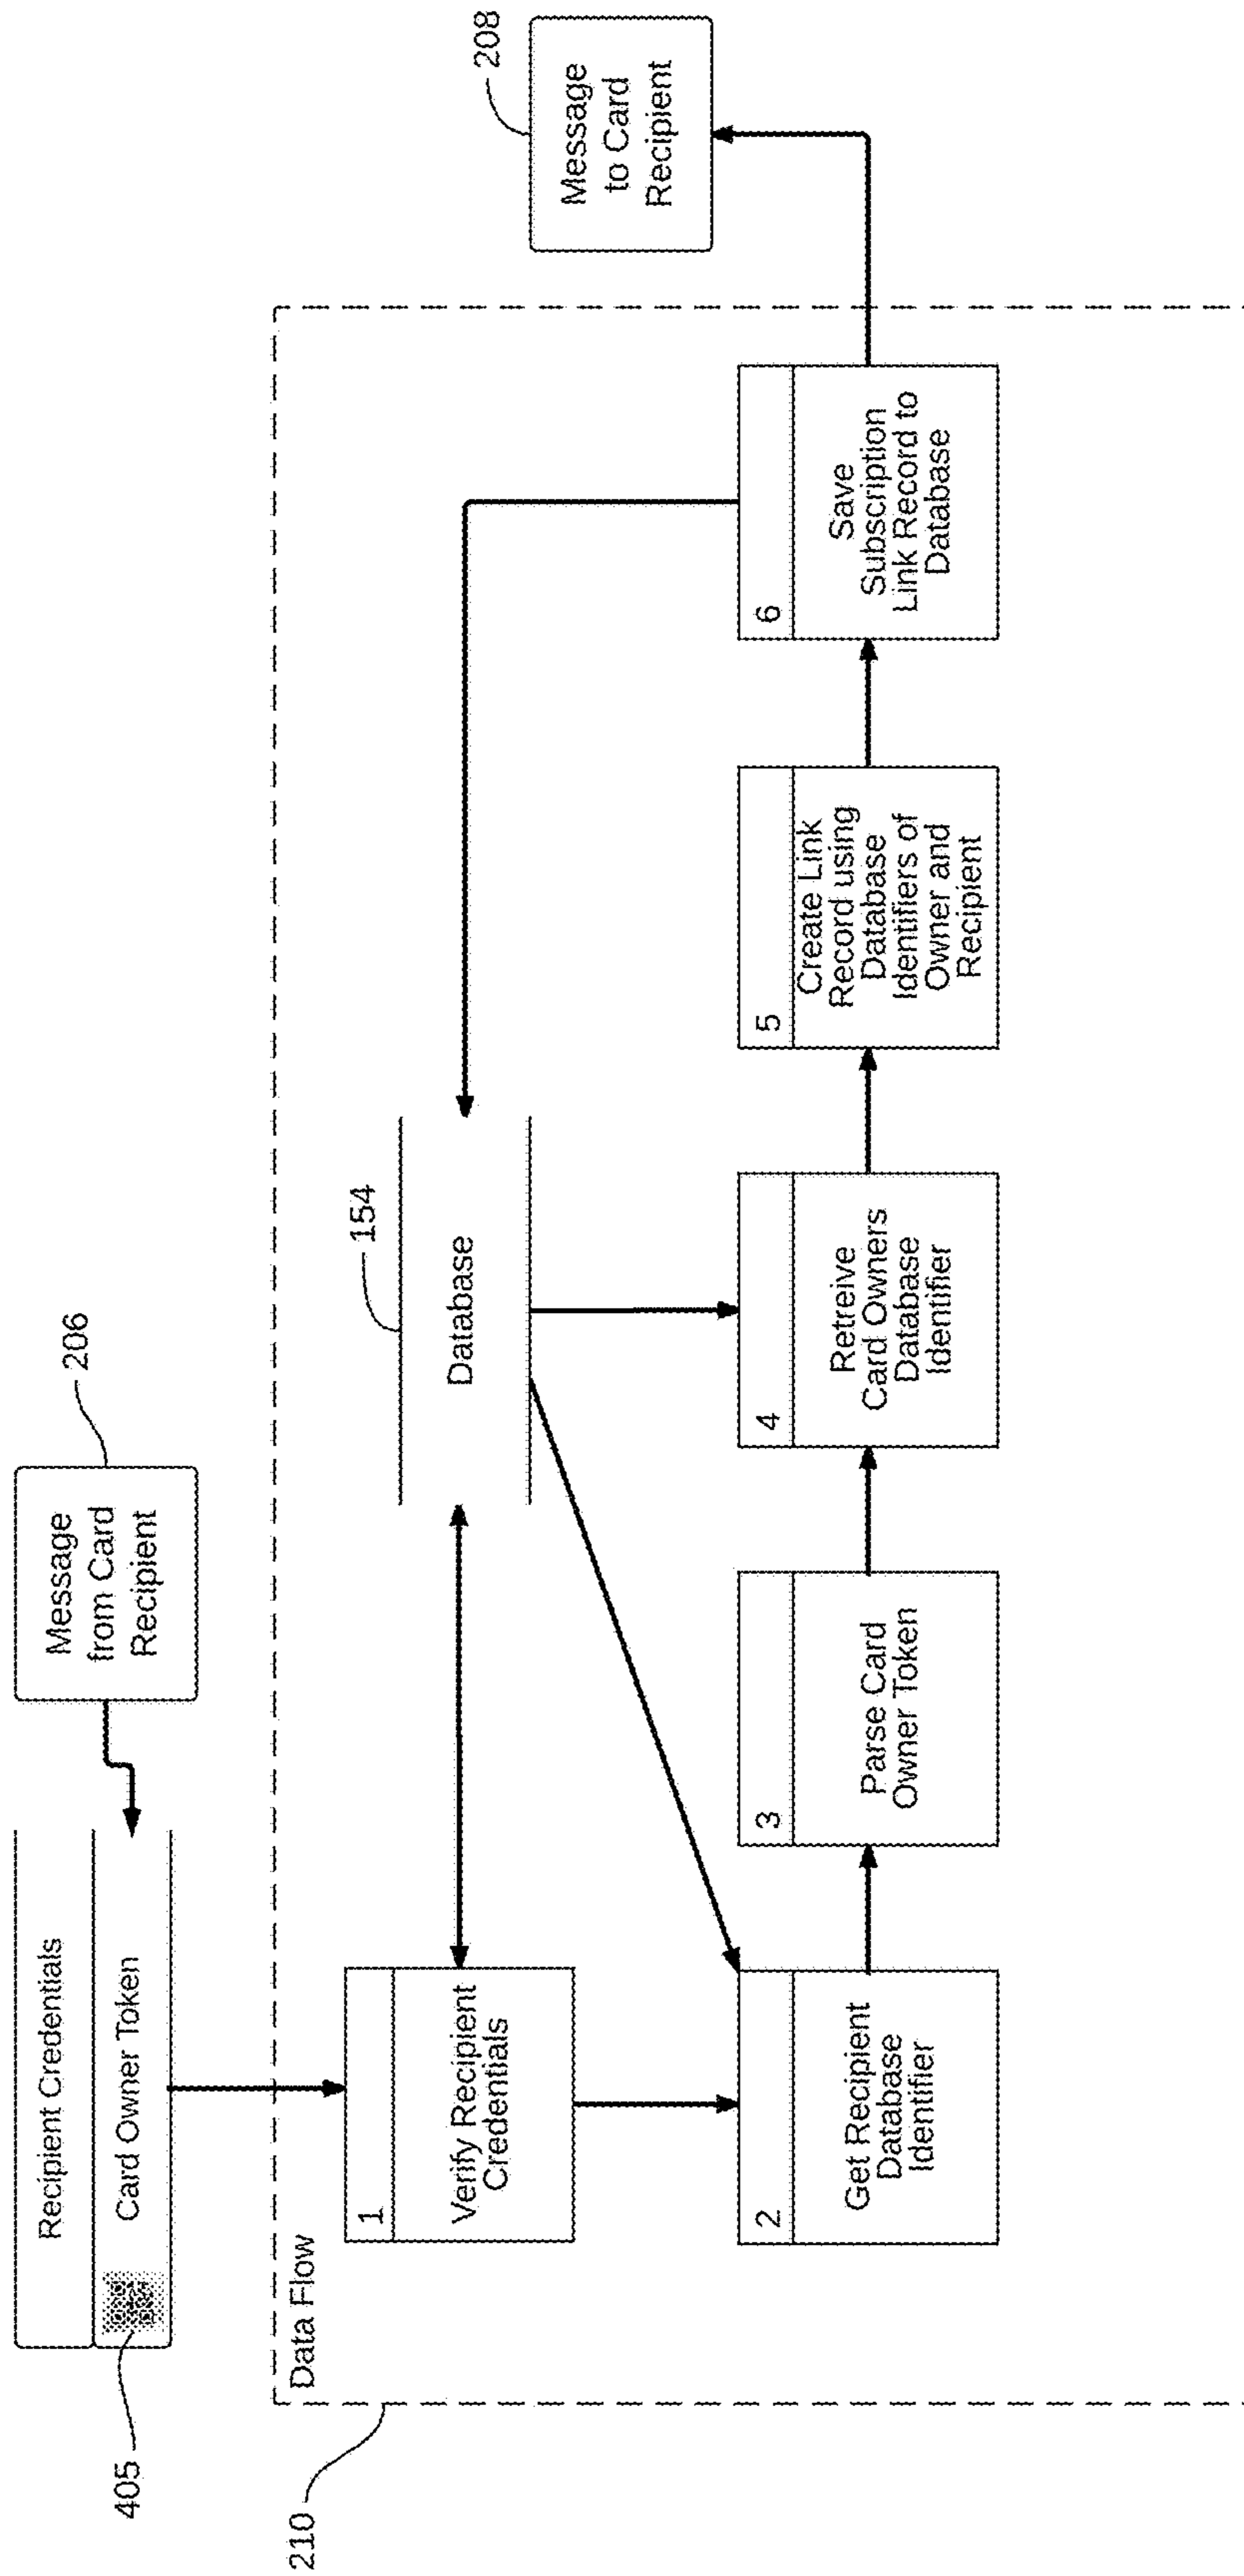 405
Recipient Credentials
Card Owner Token
Message
from Card
Recipient
206
210
Data Flow
1
Verify Recipient
Credentials
Database
154
Message
to Card
Recipient
208
2
Get Recipient
Database
Identifier
3
Parse Card
Owner Token
4
Retreive
Card Owners
Database
Identifier
5
Create Link
Record using
Database
Identifiers of
Owner and
Recipient
6
Save
Subscription
Link Record to
Database